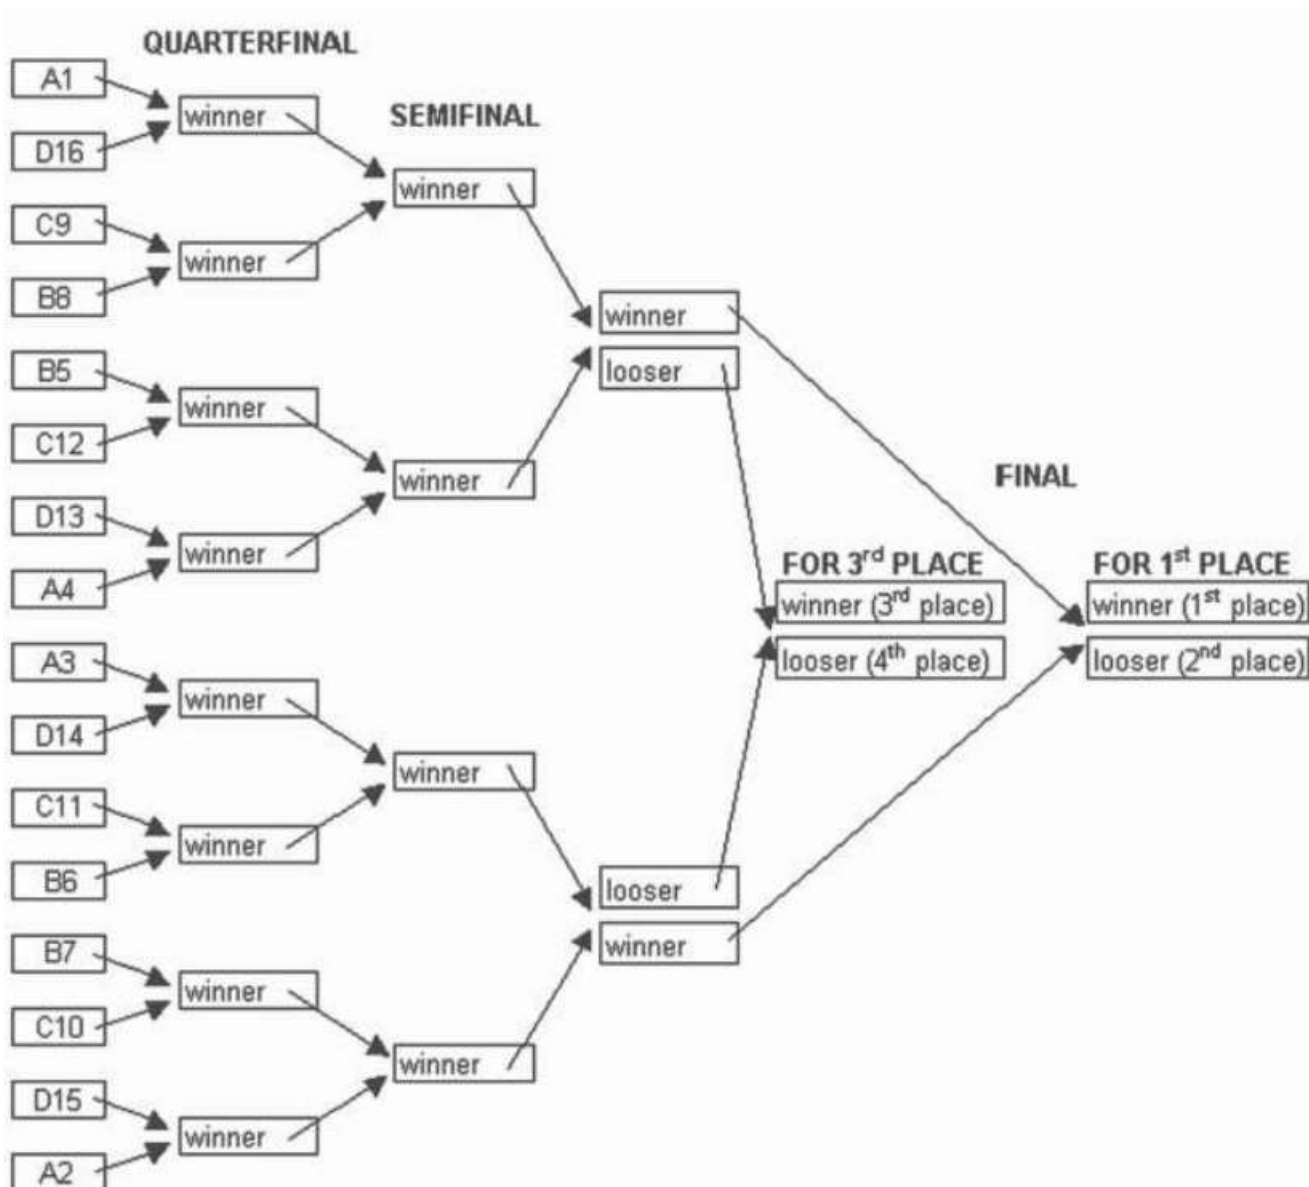 QUARTERFINAL
A1
winner
SEMIFINAL
D16
winner
C9
winner
B8
winner
B5
looser
winner
C12
winner
FINAL
D13
winner
FOR 3rd PLACE
FOR 1st PLACE
A4
winner (3rd place)
winner (1st place)
A3
looser (4th place)
looser (2nd place)
winner
D14
winner
C11
winner
B6
looser
B7
winner
winner
C10
winner
D15
winner
A2